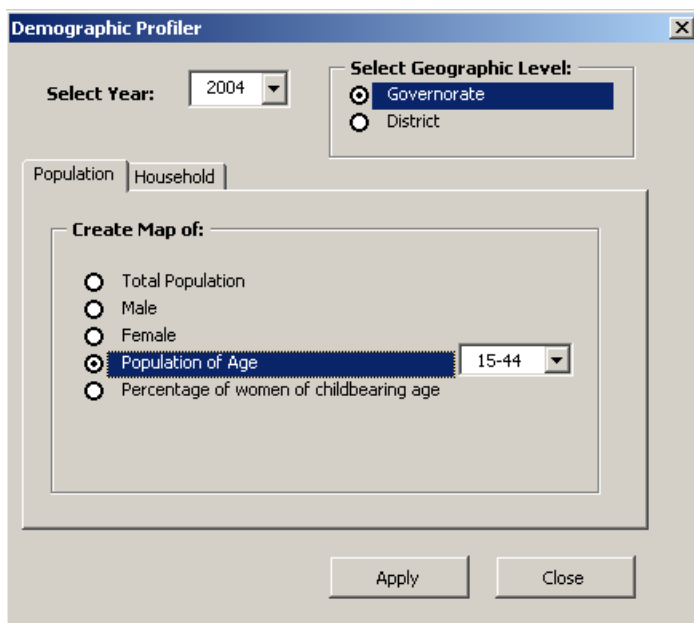 Demographic Profiler
Select Year: 2004
Select Geographic Level:
Governorate
District
Population Household
Create Map of:
Total Population
Male
Female
Population of Age 15-44
Percentage of women of childbearing age
Apply Close